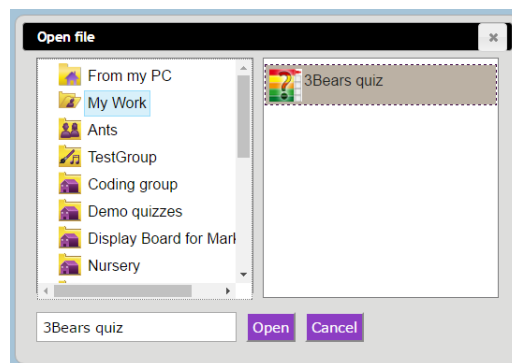 Open file
From my PC
My Work
Ants
TestGroup
Coding group
Demo quizzes
Display Board for Mark
Nursery
3Bears quiz
3Bears quiz
Open
Cancel